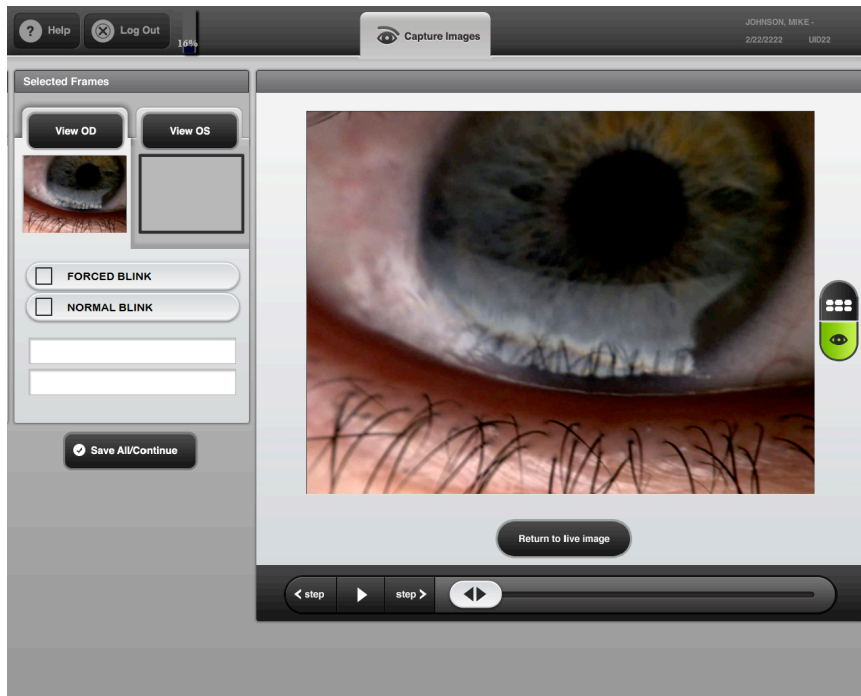 Help
Log Out
16%
Capture Images
JOHNSON, MIKE -
2/22/2222 UID22
Selected Frames
View OD
View OS
FORCED BLINK
NORMAL BLINK
Save All/Continue
Return to live image
step
step